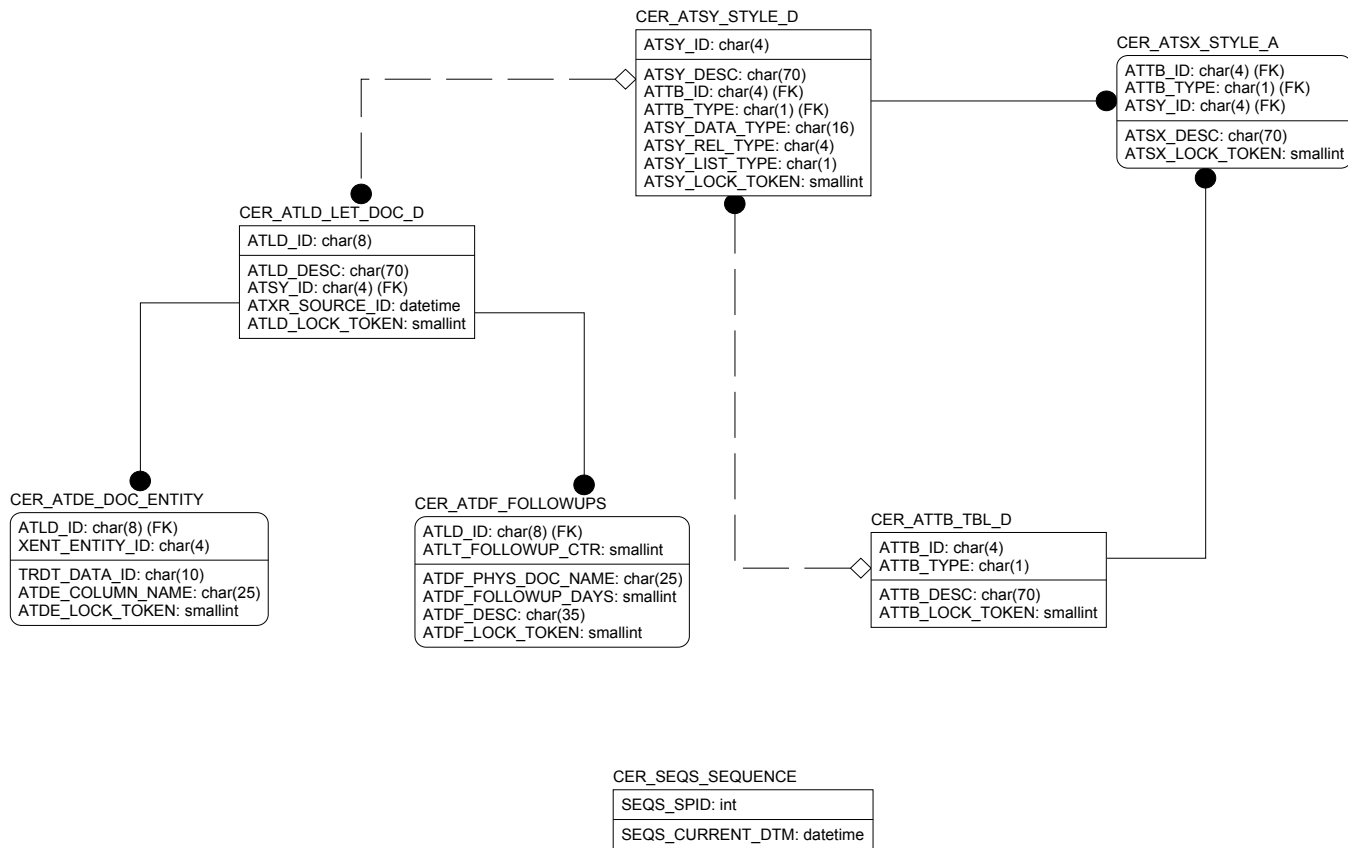 CER_ATSY_STYLE_D
ATSY_ID: char(4)
ATSY_DESC: char(70)
ATTB_ID: char(4) (FK)
ATTB_TYPE: char(1) (FK)
ATSY_DATA_TYPE: char(16)
ATSY_REL_TYPE: char(4)
ATSY_LIST_TYPE: char(1)
ATSY_LOCK_TOKEN: smallint
CER_ATSX_STYLE_A
ATTB_ID: char(4) (FK)
ATTB_TYPE: char(1) (FK)
ATSY_ID: char(4) (FK)
ATSX_DESC: char(70)
ATSX_LOCK_TOKEN: smallint
CER_ATLD_LET_DOC_D
ATLD_ID: char(8)
ATLD_DESC: char(70)
ATSY_ID: char(4) (FK)
ATXR_SOURCE_ID: datetime
ATLD_LOCK_TOKEN: smallint
CER_ATDE_DOC_ENTITY
ATLD_ID: char(8) (FK)
XENT_ENTITY_ID: char(4)
TRDT_DATA_ID: char(10)
ATDE_COLUMN_NAME: char(25)
ATDE_LOCK_TOKEN: smallint
CER_ATDF_FOLLOWUPS
ATLD_ID: char(8) (FK)
ATLT_FOLLOWUP_CTR: smallint
ATDF_PHYS_DOC_NAME: char(25)
ATDF_FOLLOWUP_DAYS: smallint
ATDF_DESC: char(35)
ATDF_LOCK_TOKEN: smallint
CER_ATTB_TBL_D
ATTB_ID: char(4)
ATTB_TYPE: char(1)
ATTB_DESC: char(70)
ATTB_LOCK_TOKEN: smallint
CER_SEQS_SEQUENCE
SEQS_SPID: int
SEQS_CURRENT_DTM: datetime